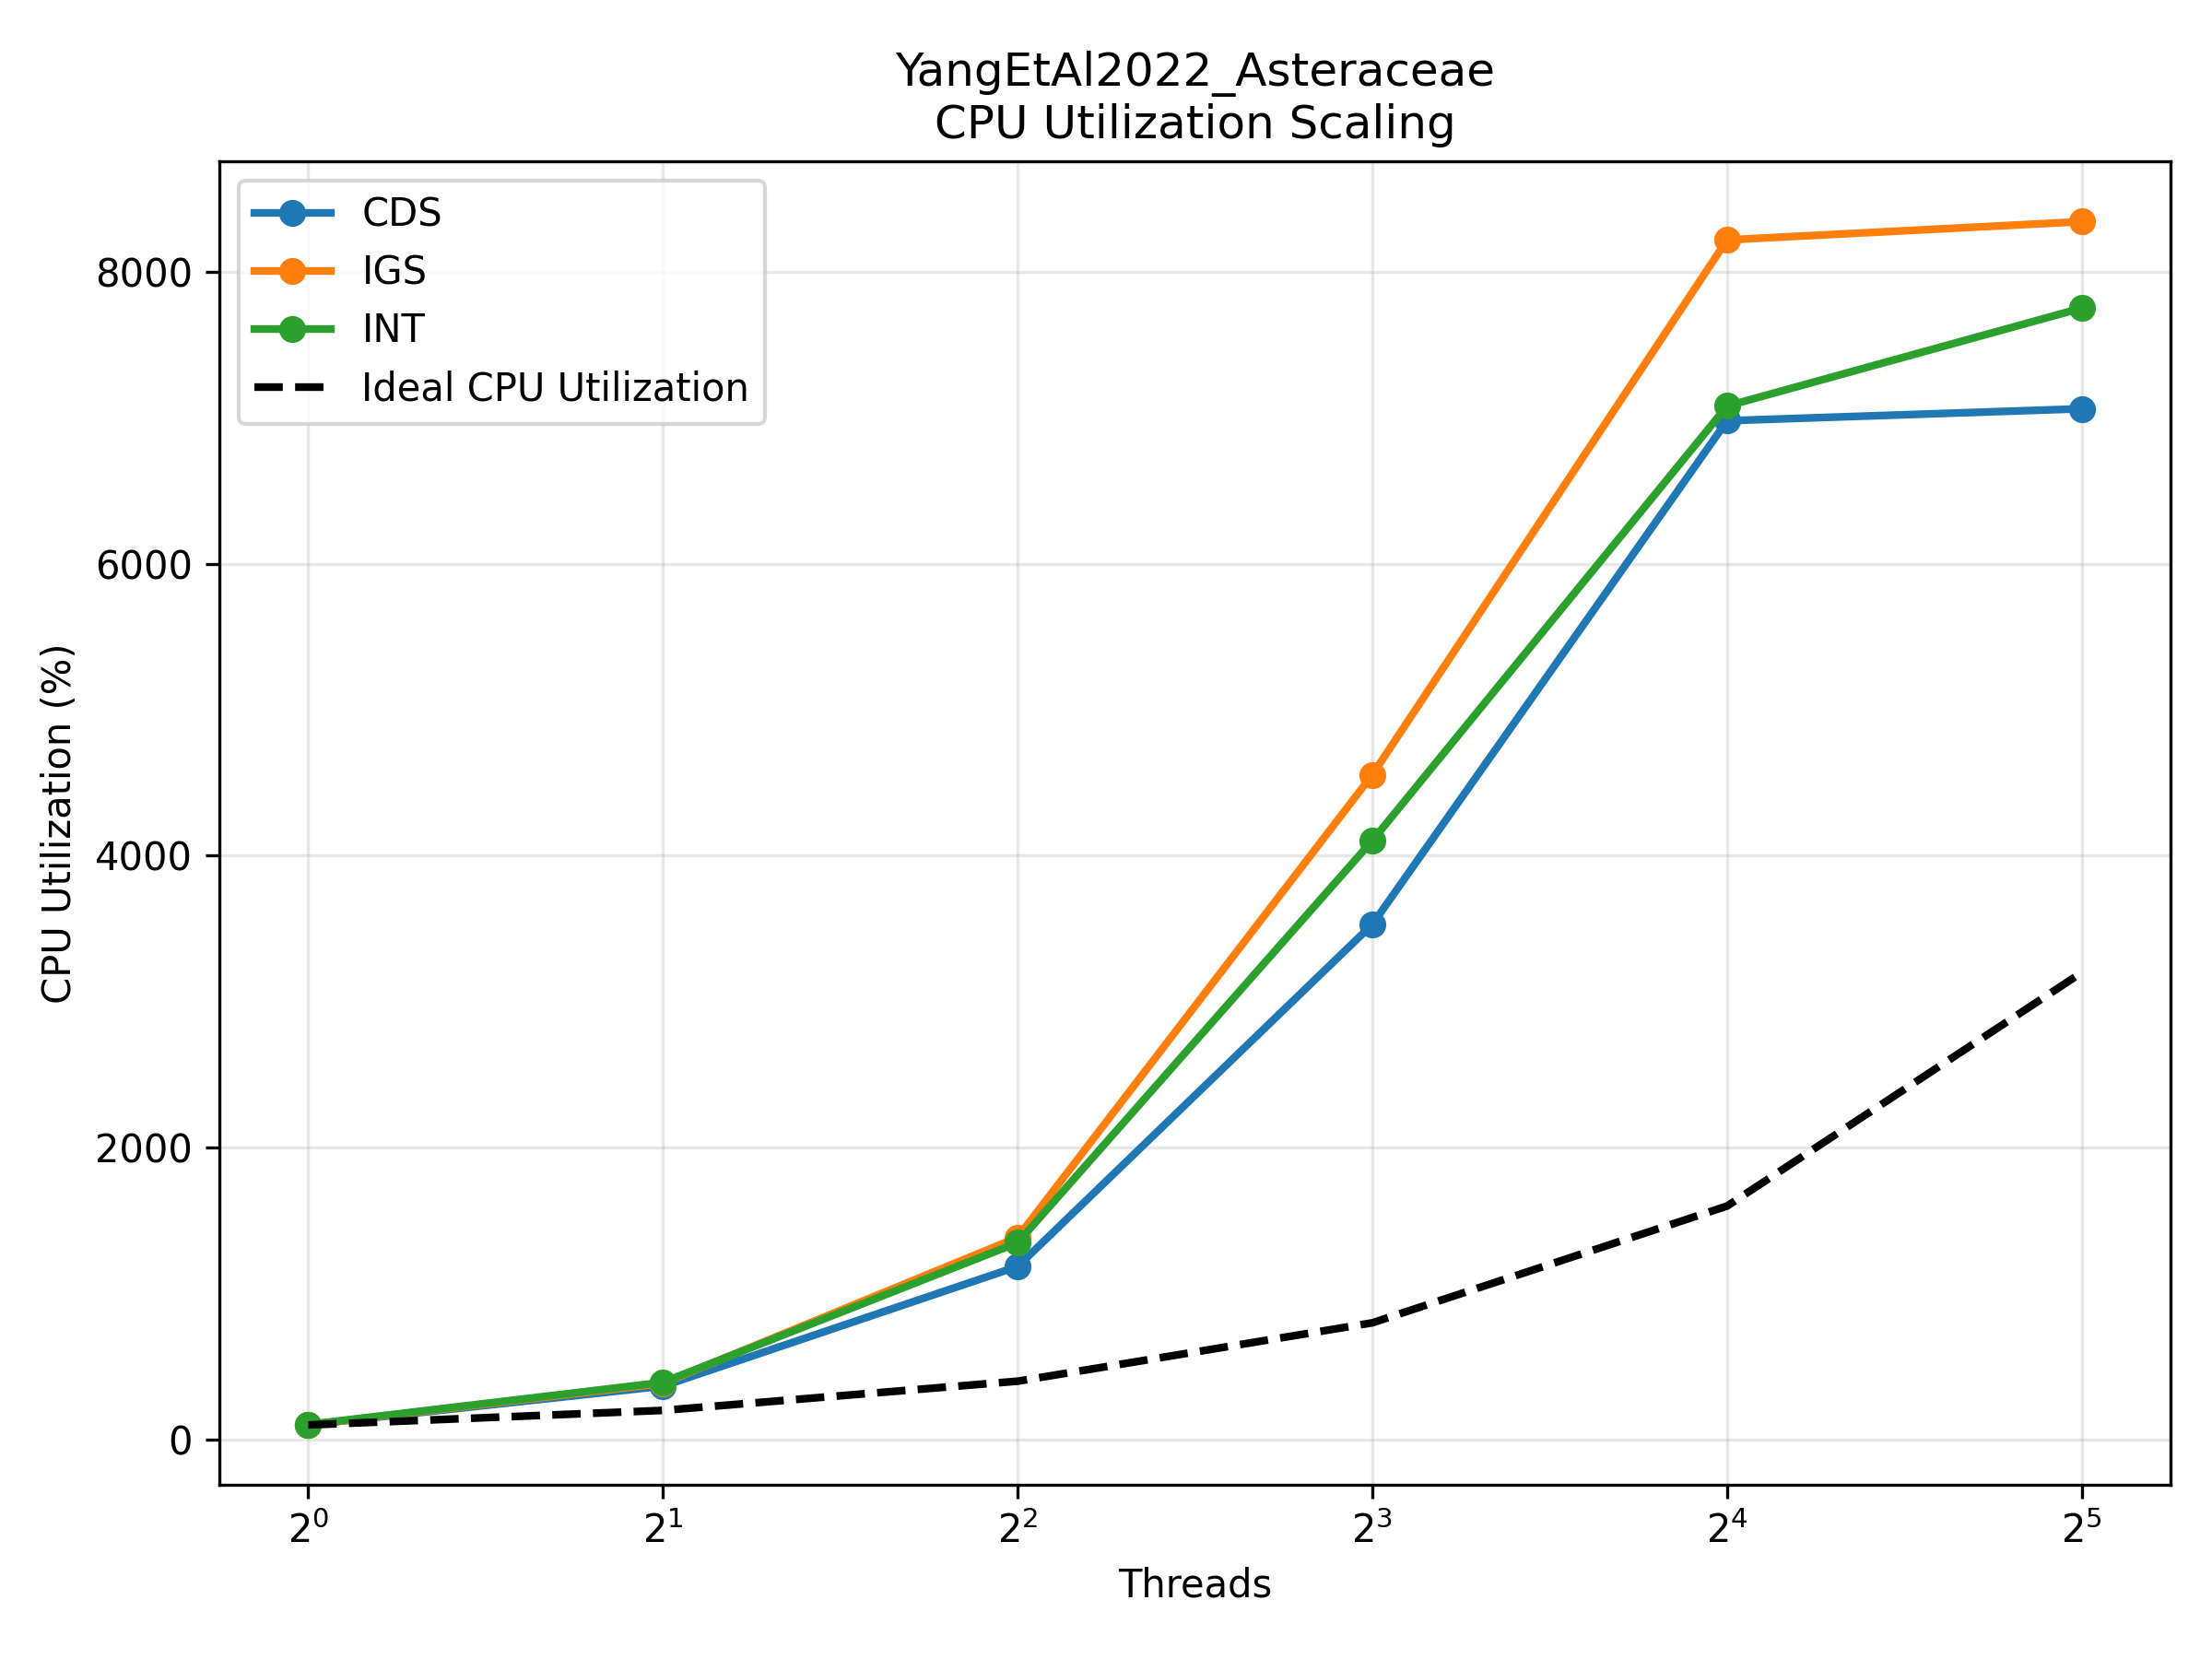 YangEtAl2022_Asteraceae
CPU Utilization Scaling
CDS
IGS
INT
Ideal CPU Utilization
CPU Utilization (%)
8000
6000
4000
2000
0
2⁰ 2¹ 2² 2³ 2⁴ 2⁵
Threads